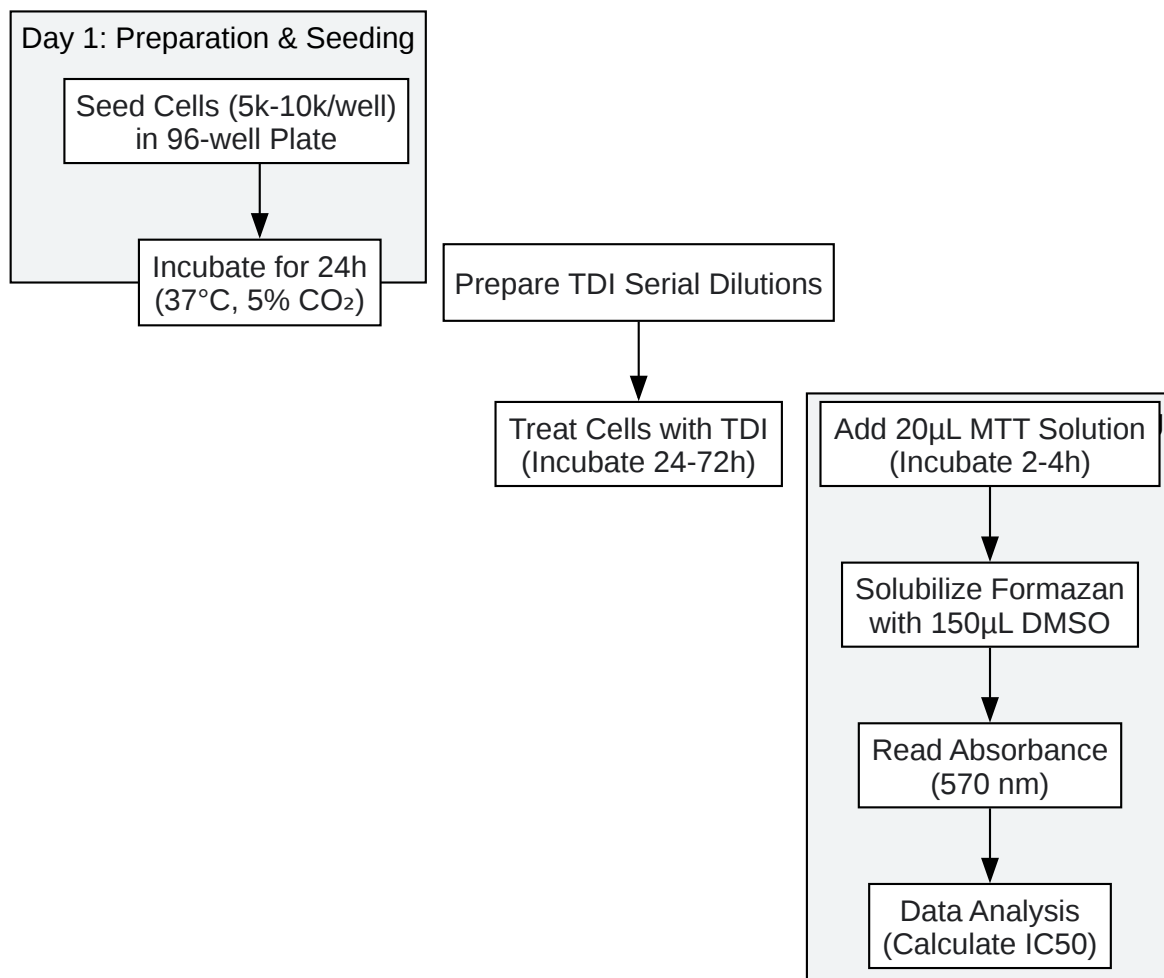 Day 1: Preparation & Seeding
Seed Cells (5k-10k/well)
in 96-well Plate
Incubate for 24h
(37°C, 5% CO₂)
Prepare TDI Serial Dilutions
Treat Cells with TDI
(Incubate 24-72h)
Add 20µL MTT Solution
(Incubate 2-4h)
Solubilize Formazan
with 150µL DMSO
Read Absorbance
(570 nm)
Data Analysis
(Calculate IC50)